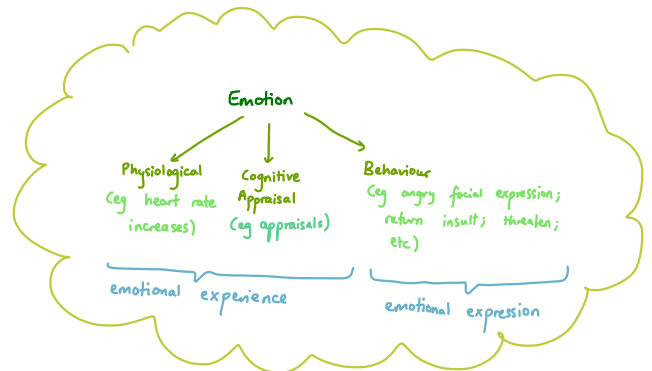 Emotion
Physiological
(eg heart rate
increases)
Cognitive
Appraisal
(eg appraisals)
Behaviour
(eg angry facial expression;
return insult; threaten;
etc)
emotional experience
emotional expression